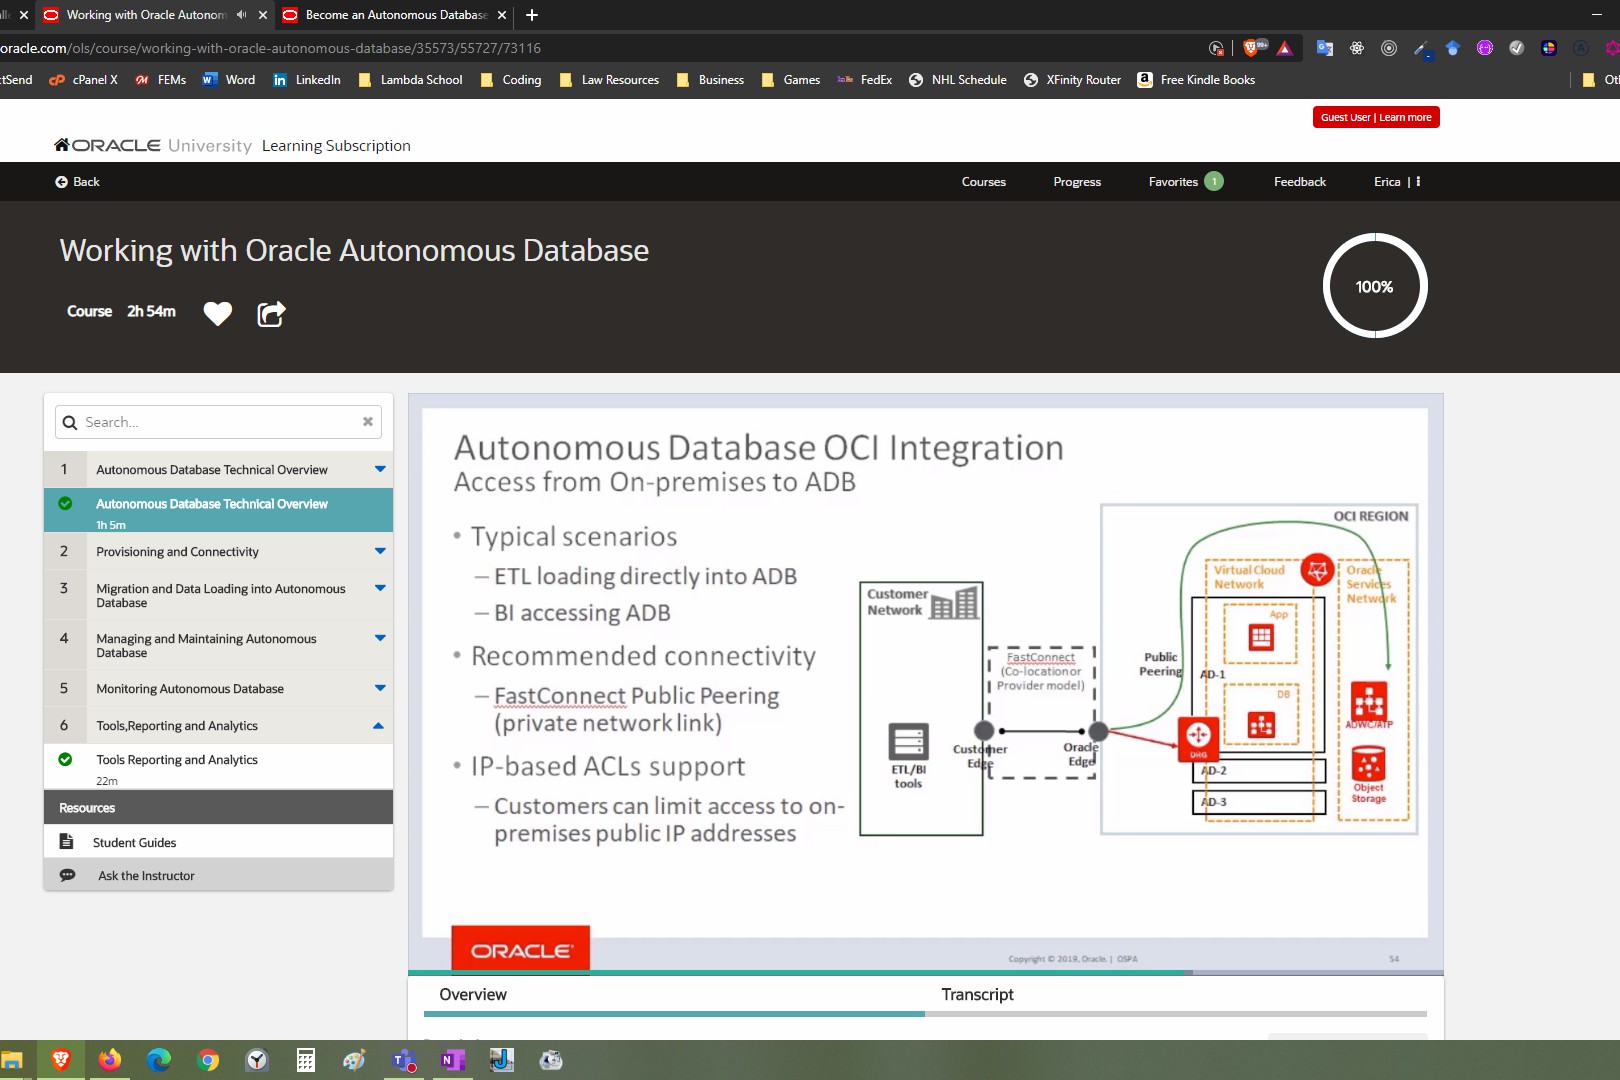 Working with Oracle Autonom
Become an Autonomous Database
oracle.com/ols/course/working-with-oracle-autonomous-database/35573/55727/73116
99+
tSend
cPanel X
FEMs
Word
LinkedIn
Lambda School
Coding
Law Resources
Business
Games
FedEx
NHL Schedule
XFinity Router
Free Kindle Books
Guest User | Learn more
ORACLE University Learning Subscription
Back
Courses
Progress
Favorites 1
Feedback
Erica |
Working with Oracle Autonomous Database
Course 2h 54m
100%
Search...
1 Autonomous Database Technical Overview
Autonomous Database Technical Overview
1h 5m
2 Provisioning and Connectivity
3 Migration and Data Loading into Autonomous
Database
4 Managing and Maintaining Autonomous
Database
5 Monitoring Autonomous Database
6 Tools,Reporting and Analytics
Tools Reporting and Analytics
22m
Resources
Student Guides
Ask the Instructor
Autonomous Database OCI Integration
Access from On-premises to ADB
• Typical scenarios
– ETL loading directly into ADB
– BI accessing ADB
• Recommended connectivity
– FastConnect Public Peering
(private network link)
• IP-based ACLs support
– Customers can limit access to on-
premises public IP addresses
Customer
Network
ETL/BI
tools
Customer
Edge
FastConnect
(Co-location or
Provider model)
Oracle
Edge
OCI REGION
Public
Peering
Virtual Cloud
Network
App
AD-1
DB
DRG
AD-2
AD-3
Oracle
Services
Network
ADWC/ATP
Object
Storage
ORACLE
Copyright © 2019, Oracle. | OSPA
54
Overview
Transcript